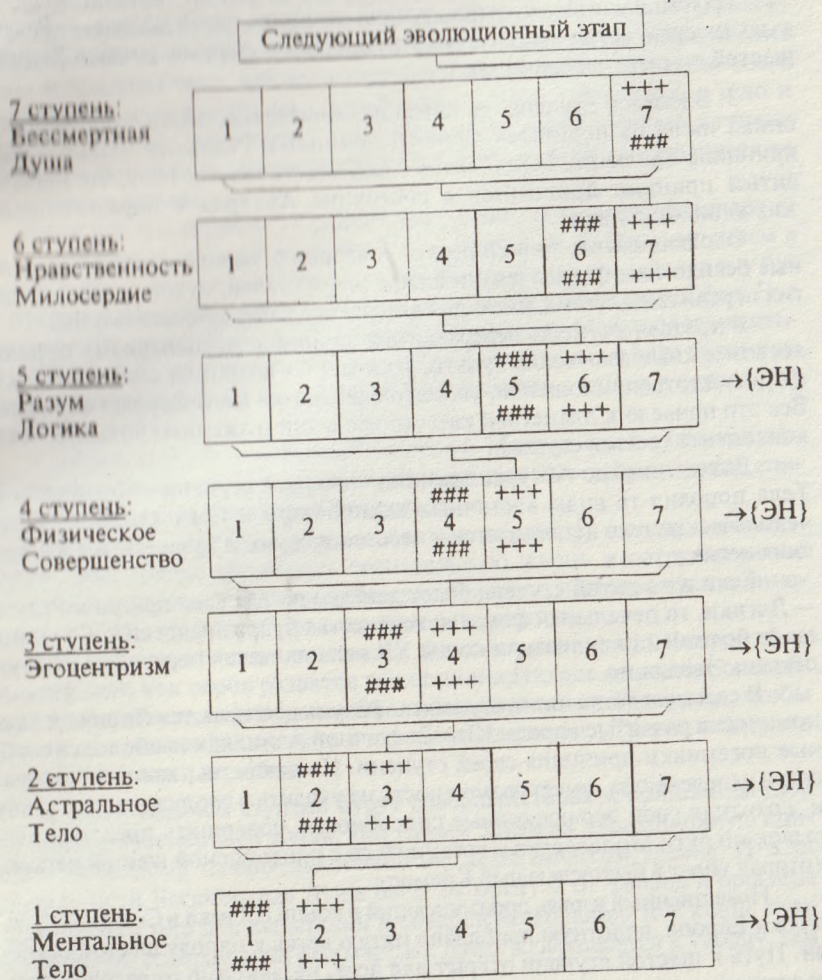 Следующий эволюционный этап
+++
7 ступень: 1 2 3 4 5 6 7
Бессмертная
Душа ###
### +++
6 ступень: 1 2 3 4 5 6 7
Нравственность ### +++
Милосердие
### +++
5 ступень: 1 2 3 4 5 6 7 →{ЭН}
Разум ### +++
Логика
### +++
4 ступень: 1 2 3 4 5 6 7 →{ЭН}
Физическое ### +++
Совершенство
### +++
3 ступень: 1 2 3 4 5 6 7 →{ЭН}
Эгоцентризм ### +++
### +++
2 ступень: 1 2 3 4 5 6 7 →{ЭН}
Астральное ### +++
Тело
### +++
1 ступень: 1 2 3 4 5 6 7 →{ЭН}
Ментальное ### +++
Тело